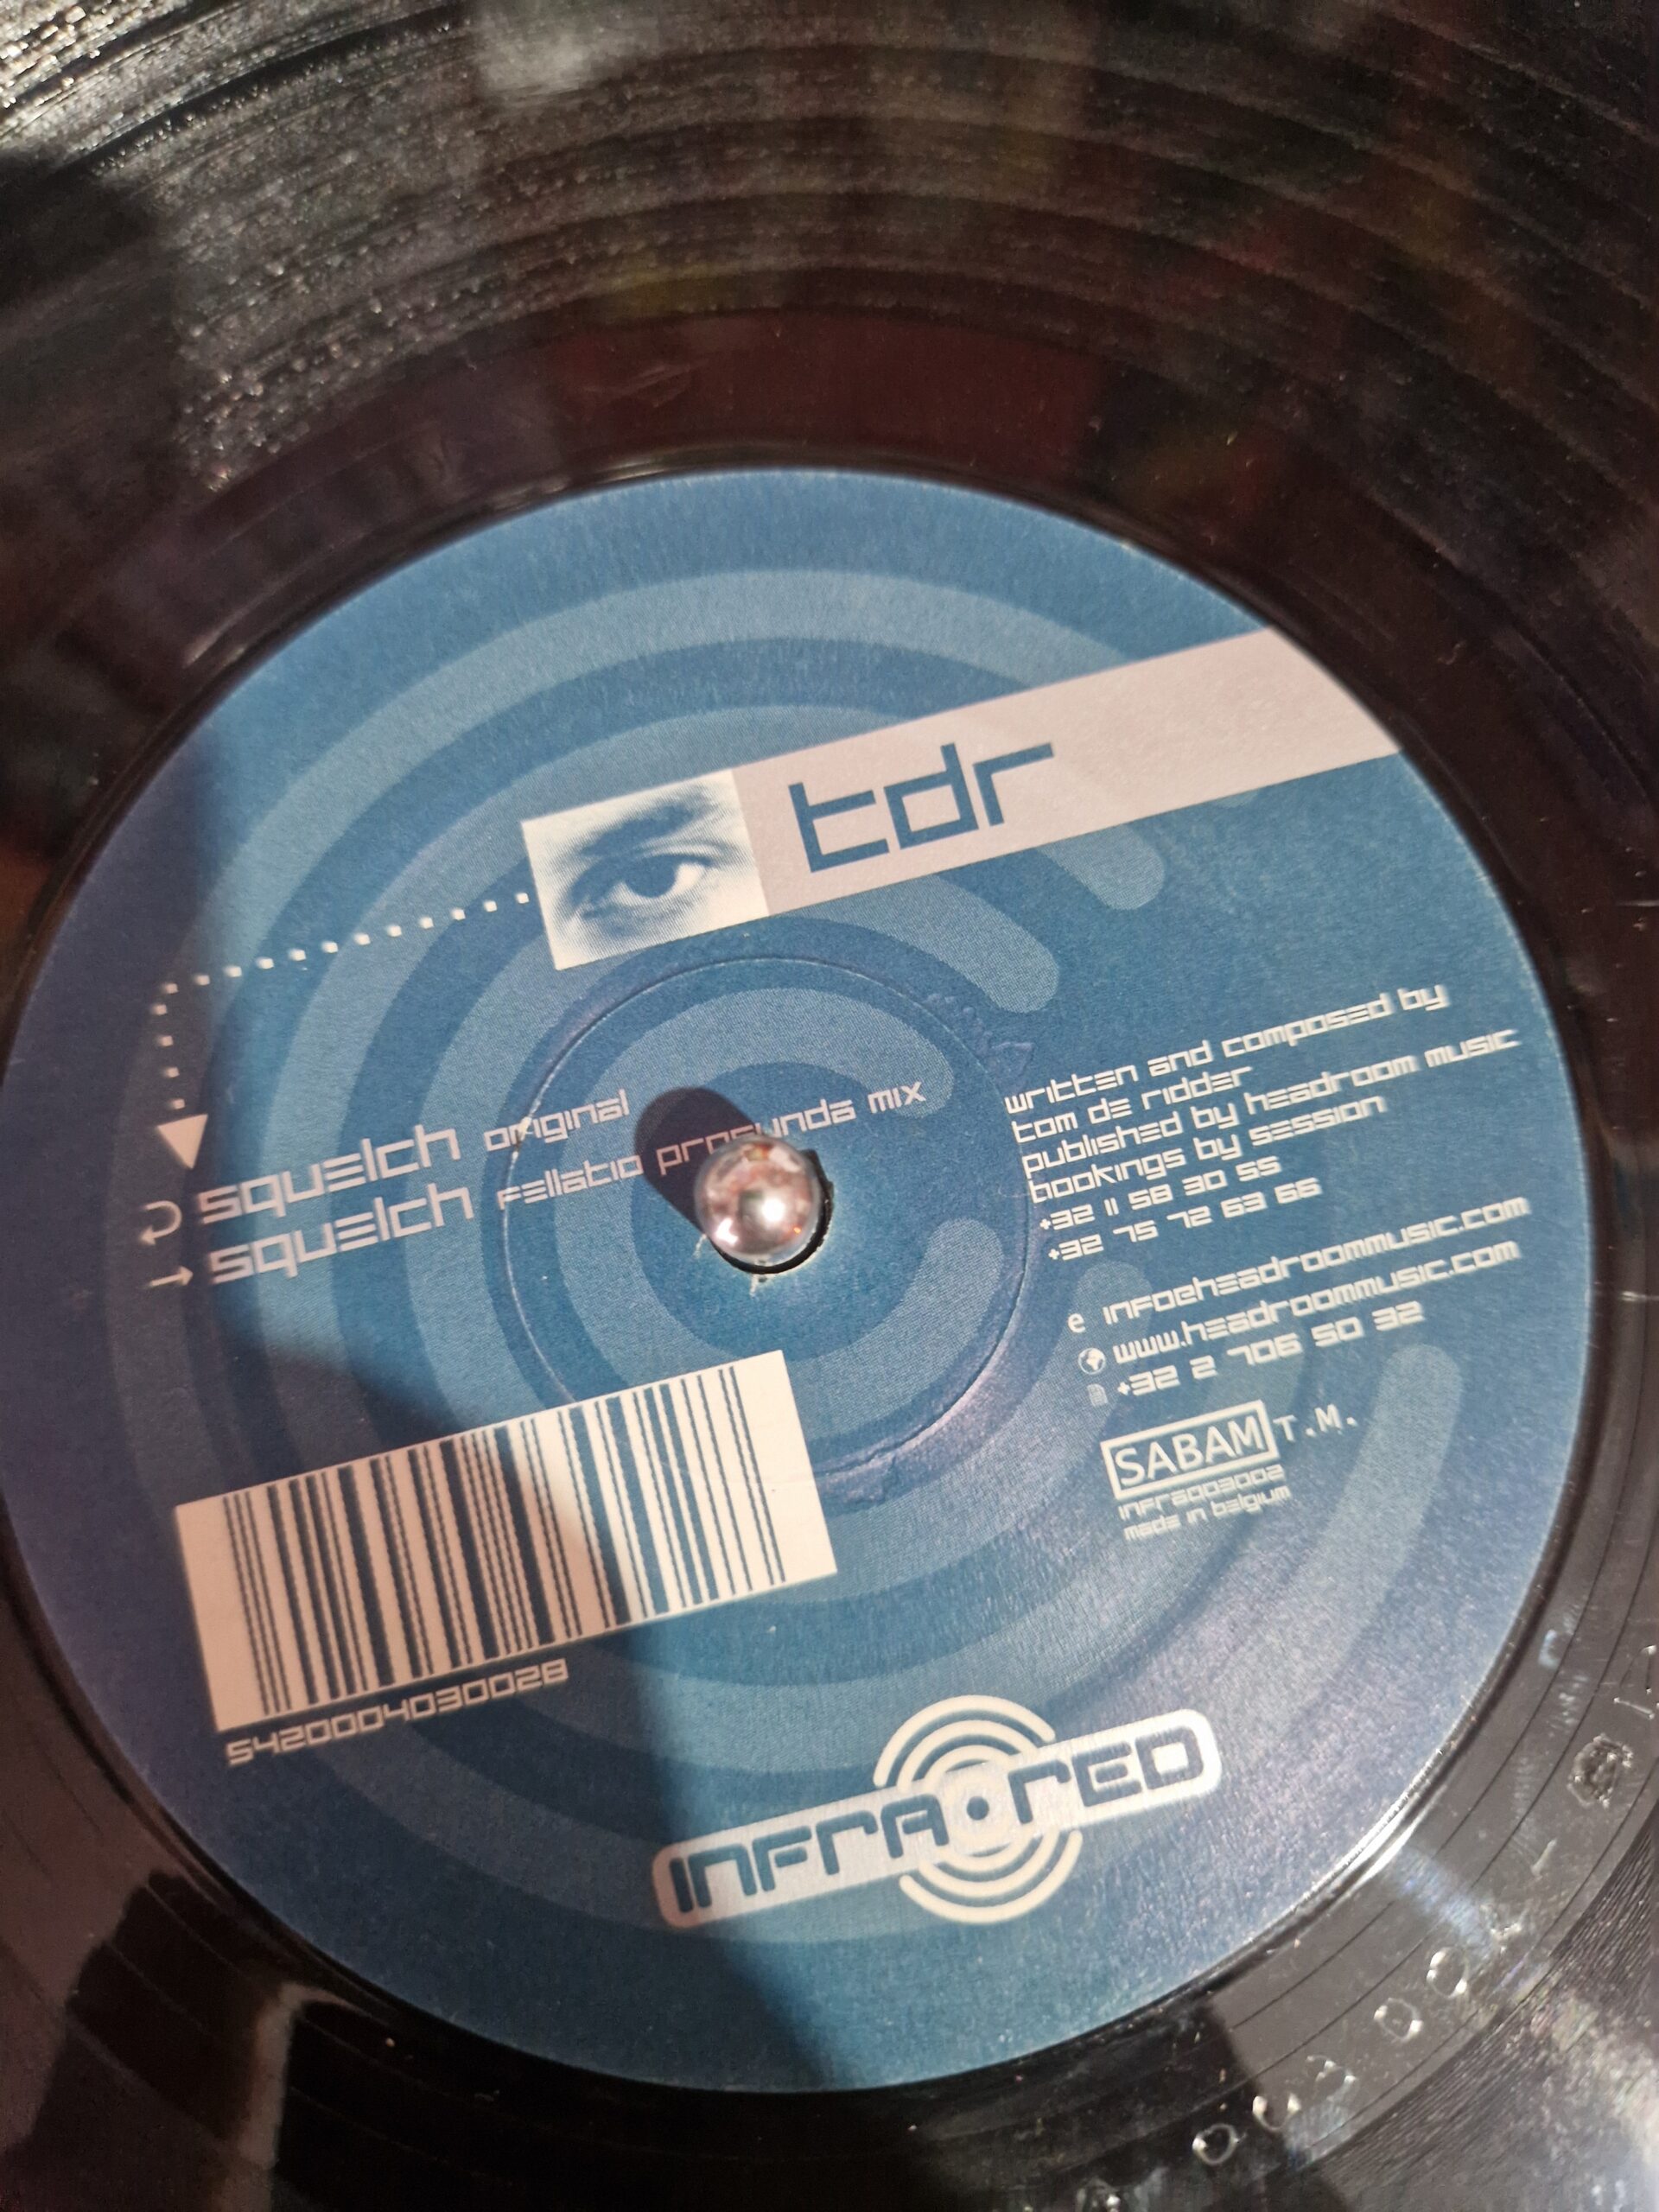 tdr
squelch original
squelch fellatio profunda mix
written and composed by
tom de ridder
published by headroom music
bookings by session
+32 11 58 30 55
+32 75 72 63 66
e info@headroommusic.com
www.headroommusic.com
+32 2 706 50 32
SABAM T.M.
infra003002
made in belgium
5420004030028
INFRARED